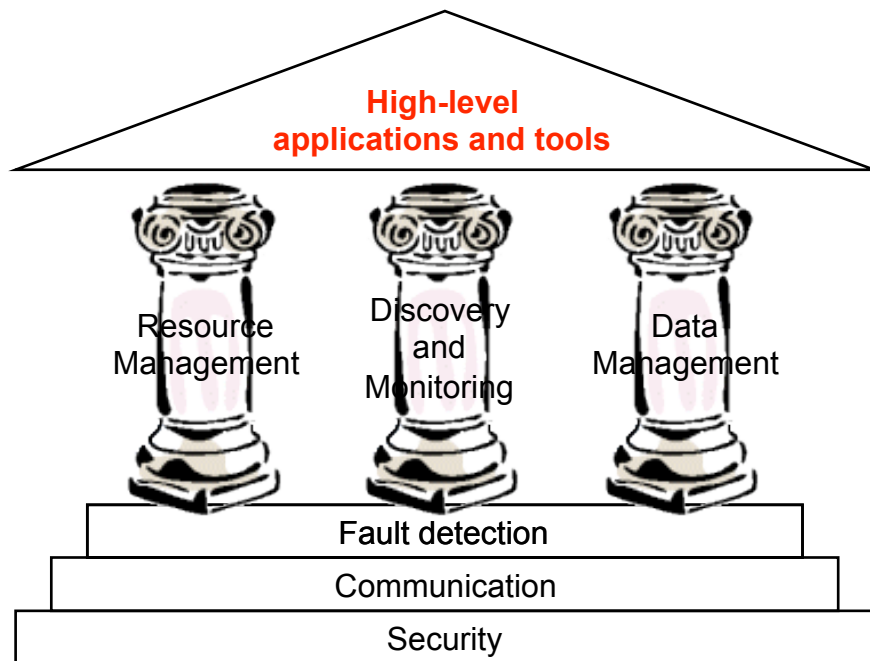 High-level
applications and tools
Resource
Management
Discovery
and
Monitoring
Data
Management
Fault detection
Communication
Security